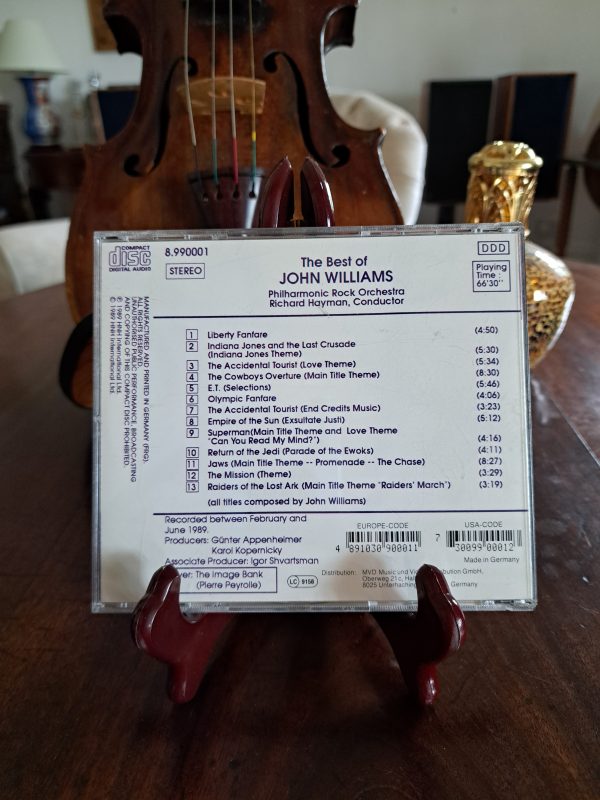 COMPACT
disc
DIGITAL AUDIO
8.990001
STEREO
The Best of
JOHN WILLIAMS
Philharmonic Rock Orchestra
Richard Hayman, Conductor
DDD
Playing
Time :
66'30"
1 Liberty Fanfare (4:50)
2 Indiana Jones and the Last Crusade
(Indiana Jones Theme) (5:30)
3 The Accidental Tourist (Love Theme) (5:34)
4 The Cowboys Overture (Main Title Theme) (8:30)
5 E.T. (Selections) (5:46)
6 Olympic Fanfare (4:06)
7 The Accidental Tourist (End Credits Music) (3:23)
8 Empire of the Sun (Exsultate Justi) (5:12)
9 Superman(Main Title Theme and Love Theme
"Can You Read My Mind?") (4:16)
10 Return of the Jedi (Parade of the Ewoks) (4:11)
11 Jaws (Main Title Theme -- Promenade -- The Chase) (8:27)
12 The Mission (Theme) (3:29)
13 Raiders of the Lost Ark (Main Title Theme "Raiders' March") (3:19)
(all titles composed by John Williams)
MANUFACTURED AND PRINTED IN GERMANY (FRG).
ALL RIGHTS RESERVED.
UNAUTHORISED PUBLIC PERFORMANCE, BROADCASTING
AND COPYING OF THIS COMPACT DISC PROHIBITED.
℗ 1989 HNH International Ltd.
© 1989 HNH International Ltd.
Recorded between February and
June 1989.
Producers: Günter Appenheimer
Karol Kopernicky
Associate Producer: Igor Shvartsman
The Image Bank
(Pierre Peyrolle)
LC 9158
EUROPE-CODE
4 891030 900011
USA-CODE
7 30099 00012
Made in Germany
Distribution: MVD Music und Distribution GmbH,
Oberweg 21c,
8025 Germany